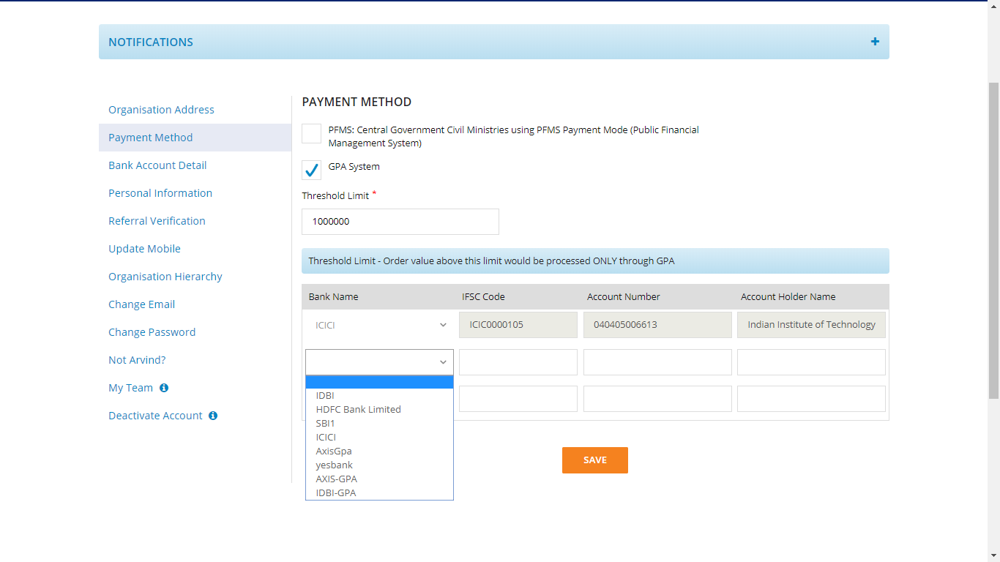 NOTIFICATIONS
Organisation Address
Payment Method
Bank Account Detail
Personal Information
Referral Verification
Update Mobile
Organisation Hierarchy
Change Email
Change Password
Not Arvind?
My Team
Deactivate Account
PAYMENT METHOD
PFMS: Central Government Civil Ministries using PFMS Payment Mode (Public Financial
Management System)
GPA System
Threshold Limit *
1000000
Threshold Limit - Order value above this limit would be processed ONLY through GPA
Bank Name IFSC Code Account Number Account Holder Name
ICICI ICIC0000105 040405006613 Indian Institute of Technology
IDBI
HDFC Bank Limited
SBI1
ICICI
AxisGpa
yesbank
AXIS-GPA
IDBI-GPA
SAVE